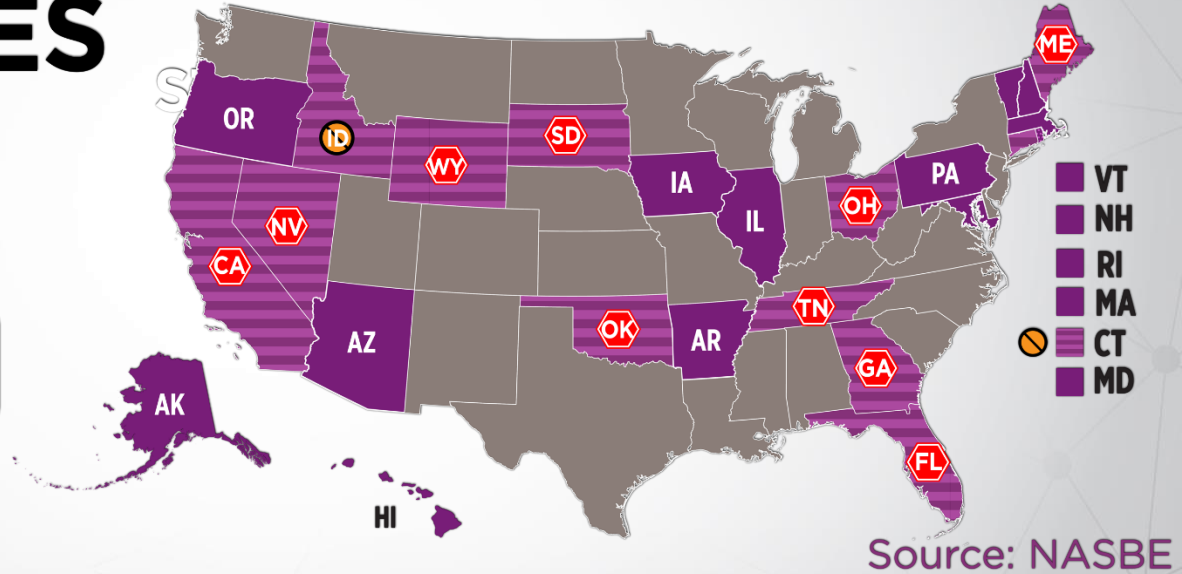 ES
S
OR
ID
WY
SD
ME
IA
IL
OH
PA
NV
CA
AZ
OK
AR
TN
GA
FL
AK
HI
VT
NH
RI
MA
CT
MD
Source: NASBE